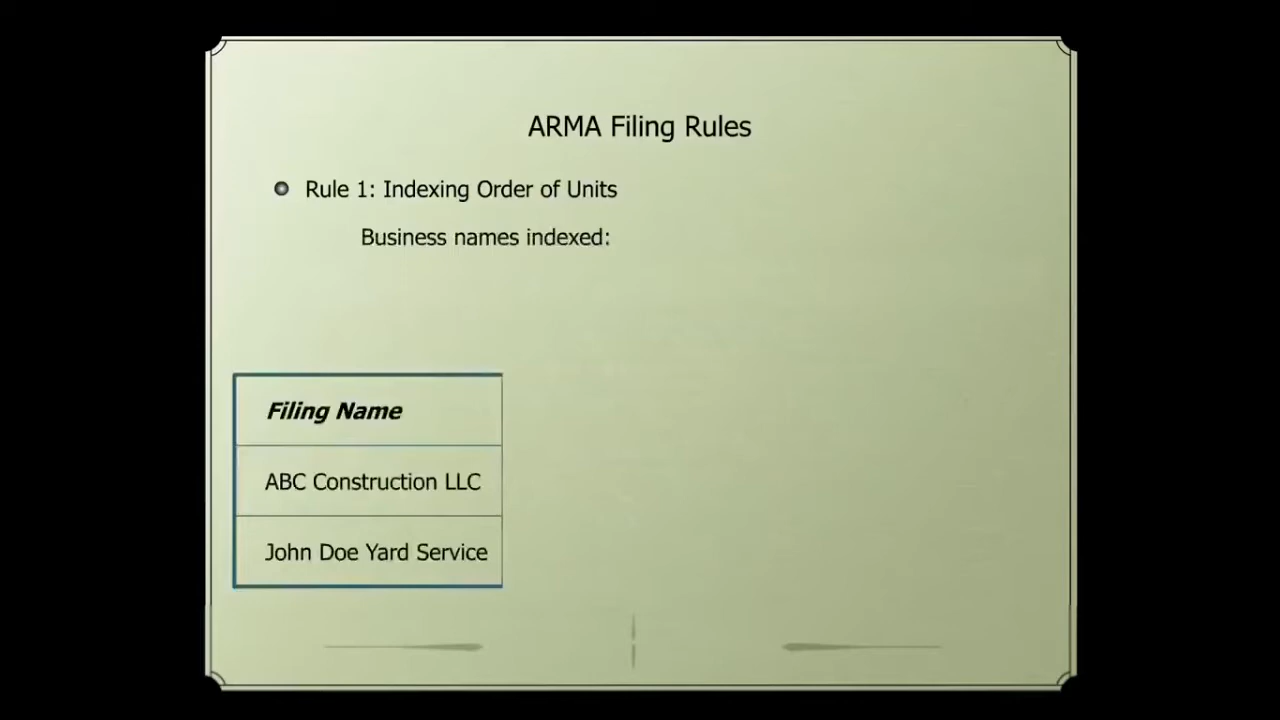 ARMA Filing Rules
Rule 1: Indexing Order of Units
Business names indexed:
Filing Name
ABC Construction LLC
John Doe Yard Service